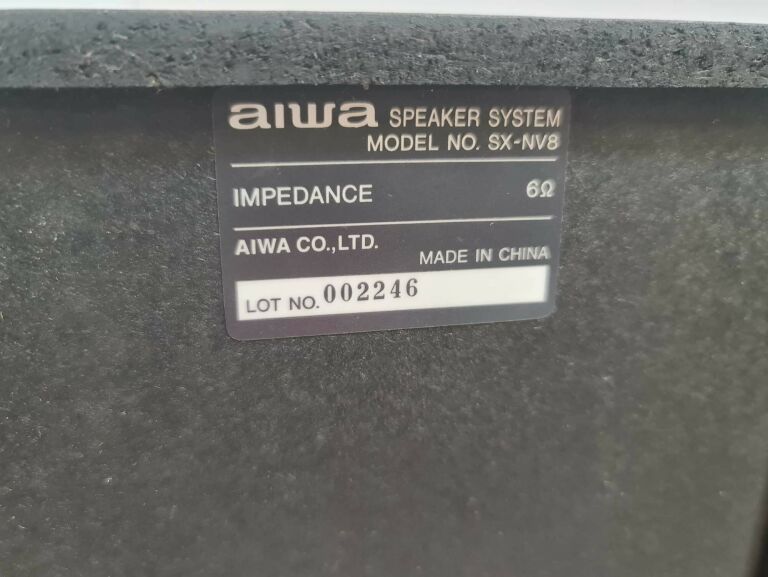 aiwa SPEAKER SYSTEM
MODEL NO. SX-NV8
IMPEDANCE 6Ω
AIWA CO.,LTD.
MADE IN CHINA
LOT NO. 002246